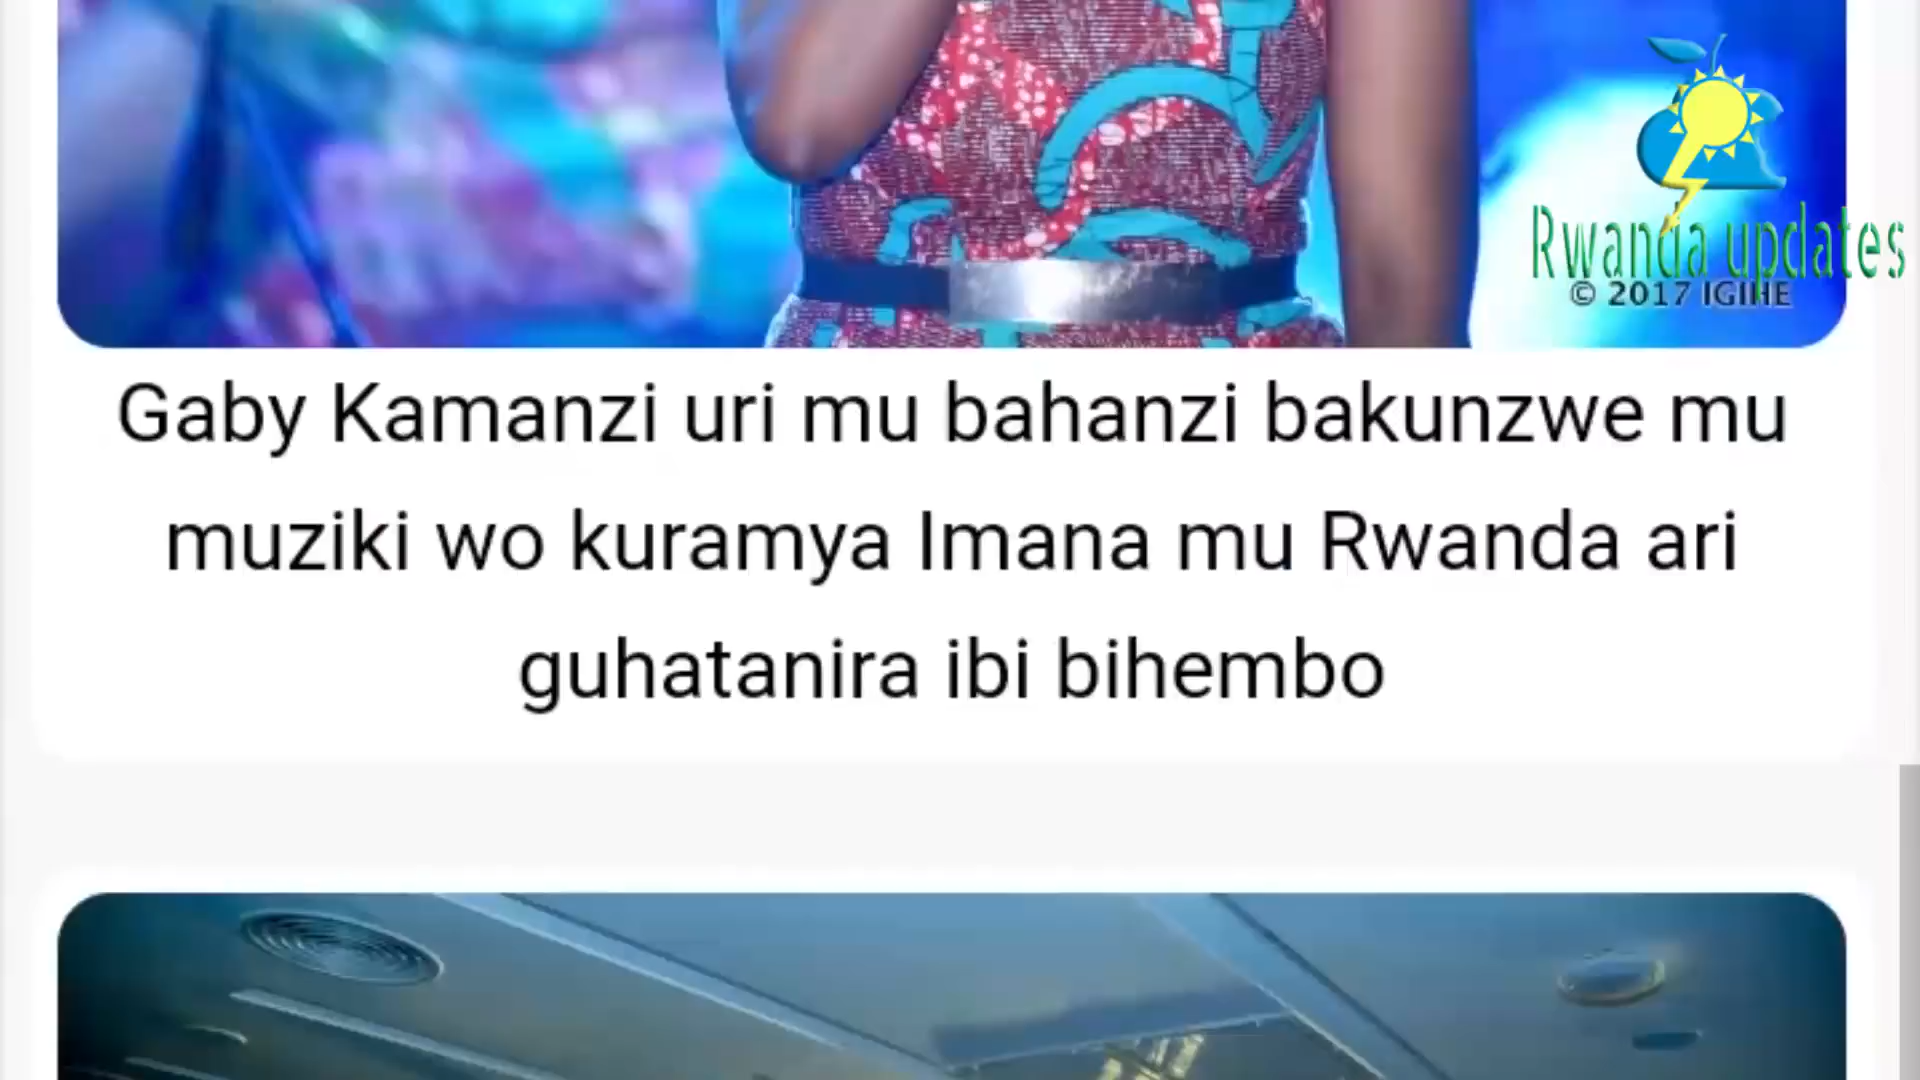 Rwanda updates
© 2017 IGIHE
Gaby Kamanzi uri mu bahanzi bakunzwe mu
muziki wo kuramya Imana mu Rwanda ari
guhatanira ibi bihembo